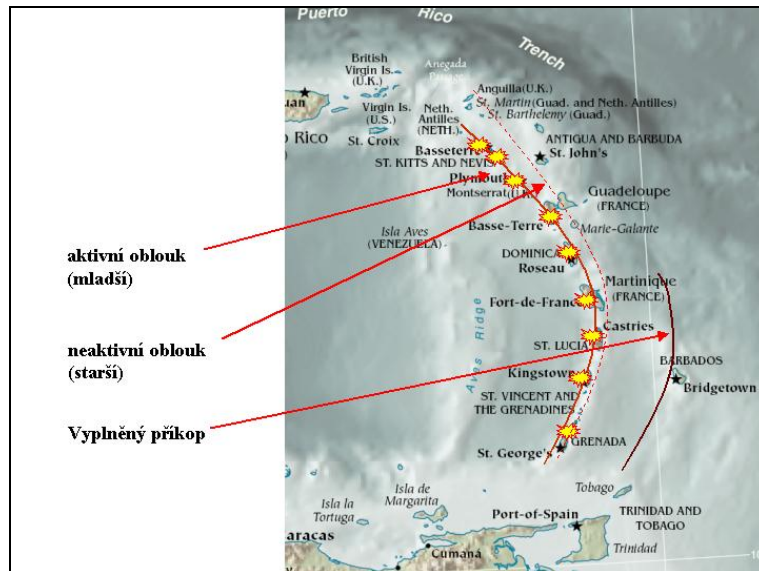 Puerto Rico Trench
British
Virgin Is.
(U.K.)
Anegada
Passage
Anguilla (U.K.)
St. Martin (Guad. and Neth. Antilles)
St. Barthelemy (Guad.)
Virgin Is.
(U.S.)
Neth.
Antilles
(NETH.)
uan
o Rico
St. Croix
ANTIGUA AND BARBUDA
St. John's
Basseterre
ST. KITTS AND NEVIS
Plymouth
Montserrat (U.K.
Guadeloupe
(FRANCE)
Isla Aves
(VENEZUELA)
Basse-Terre
Marie-Galante
aktivní oblouk
(mladší)
DOMINICA
Roseau
Martinique
(FRANCE)
Fort-de-France
Aves Ridge
Castries
ST. LUCIA
neaktivní oblouk
(starší)
BARBADOS
Kingstown
Bridgetown
ST. VINCENT AND
THE GRENADINES
Vyplněný příkop
GRENADA
St. George's
Tobago
Isla la
Tortuga
Isla de
Margarita
Port-of-Spain
TRINIDAD AND
TOBAGO
aracas
Cumaná
Trinidad
10